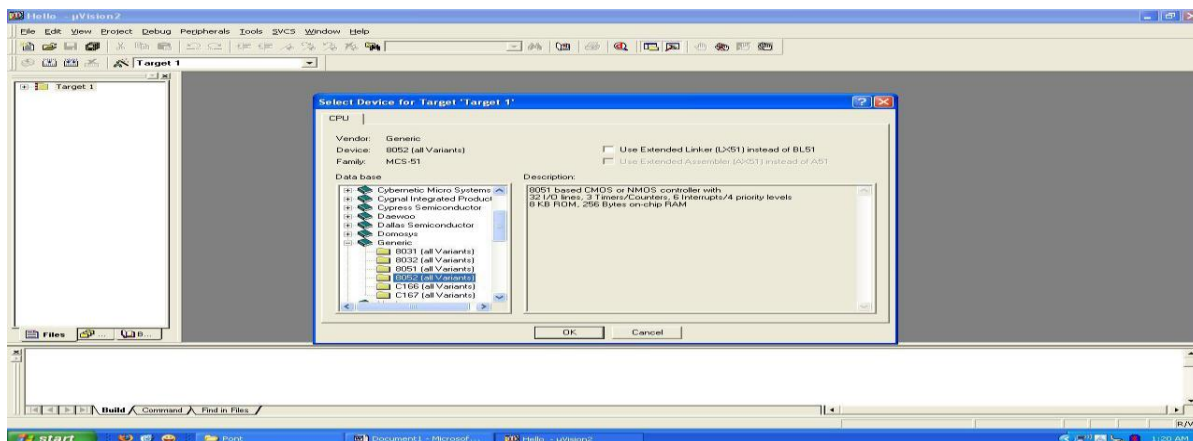 Hello - µVision2
File Edit View Project Debug Peripherals Tools SVCS Window Help
Target 1
Target 1
Select Device for Target 'Target 1'
CPU
Vendor: Generic
Device: 8052 (all Variants)
Family: MCS-51
Use Extended Linker (LX51) instead of BL51
Use Extended Assembler (AX51) instead of A51
Data base
Cybernetic Micro Systems
Cygnal Integrated Product
Cypress Semiconductor
Daewoo
Dallas Semiconductor
Domosys
Generic
8031 (all Variants)
8032 (all Variants)
8051 (all Variants)
8052 (all Variants)
C166 (all Variants)
C167 (all Variants)
Description:
8051 based CMOS or NMOS controller with
32 I/O lines, 3 Timers/Counters, 6 Interrupts/4 priority levels
8 KB ROM, 256 Bytes on-chip RAM
OK Cancel
Files ... B...
Build Command Find in Files
R/W
start Pont Document1 - Microsof... Hello - µVision2 1:20 AM